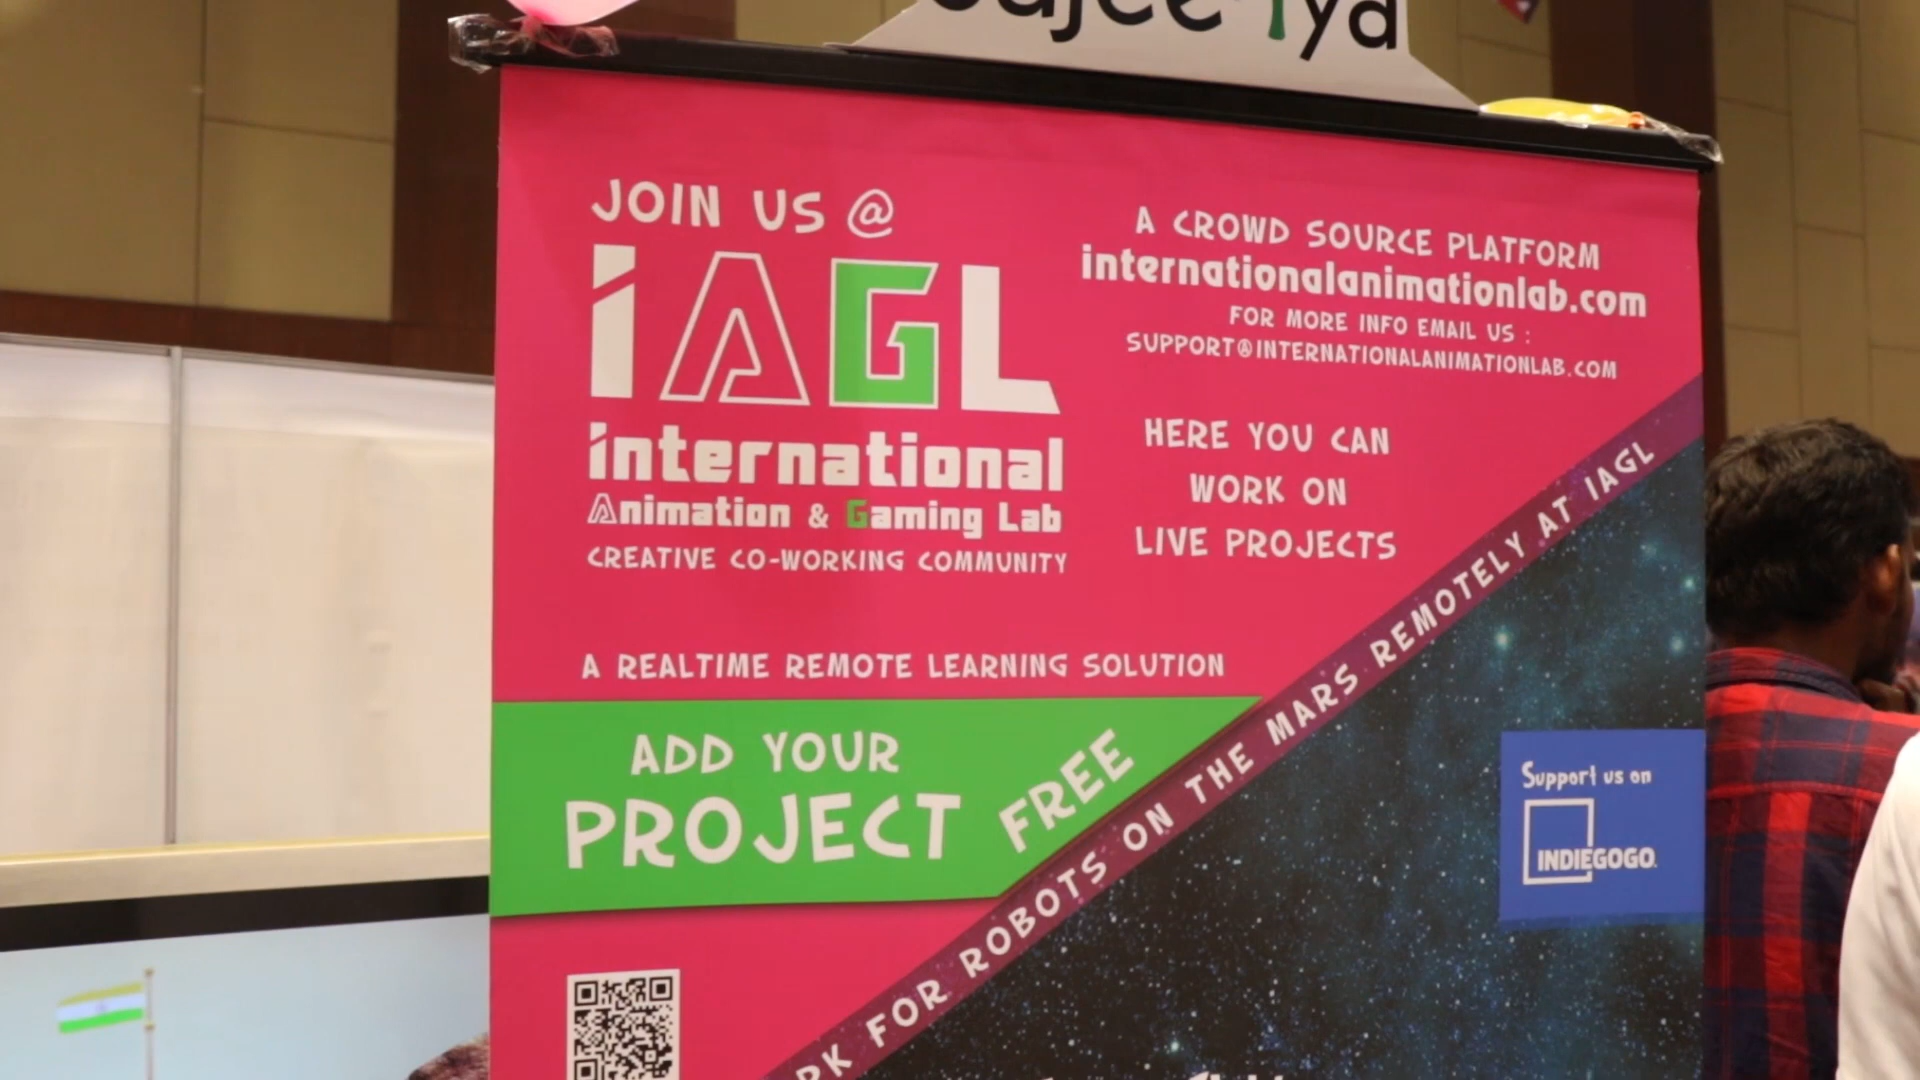 JOIN US @
IAGL
International
Animation & Gaming Lab
CREATIVE CO-WORKING COMMUNITY
A CROWD SOURCE PLATFORM
internationalanimationlab.com
FOR MORE INFO EMAIL US :
SUPPORT@INTERNATIONALANIMATIONLAB.COM
HERE YOU CAN
WORK ON
LIVE PROJECTS
A REALTIME REMOTE LEARNING SOLUTION
ADD YOUR
PROJECT FREE
FOR ROBOTS ON THE MARS REMOTELY AT IAGL
Support us on
INDIEGOGO